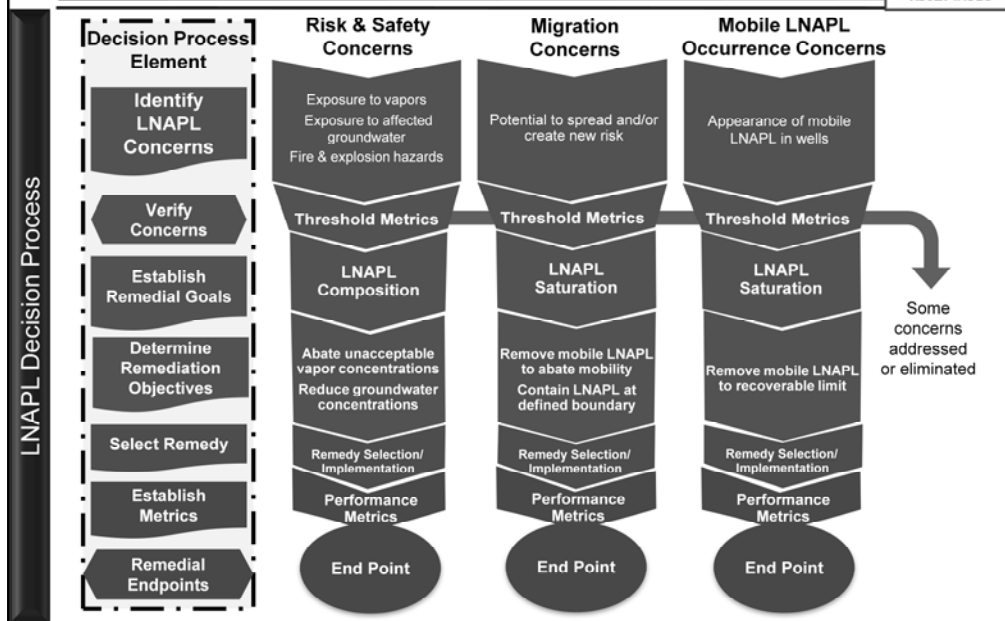 LNAPL Decision Process
Decision Process
Element
Identify
LNAPL
Concerns
Verify
Concerns
Establish
Remedial Goals
Determine
Remediation
Objectives
Select Remedy
Establish
Metrics
Remedial
Endpoints
Risk & Safety
Concerns
Exposure to vapors
Exposure to affected
groundwater
Fire & explosion hazards
Threshold Metrics
LNAPL
Composition
Abate unacceptable
vapor concentrations
Reduce groundwater
concentrations
Remedy Selection/
Implementation
Performance
Metrics
End Point
Migration
Concerns
Potential to spread and/or
create new risk
Threshold Metrics
LNAPL
Saturation
Remove mobile LNAPL
to abate mobility
Contain LNAPL at
defined boundary
Remedy Selection/
Implementation
Performance
Metrics
End Point
Mobile LNAPL
Occurrence Concerns
Appearance of mobile
LNAPL in wells
Threshold Metrics
LNAPL
Saturation
Remove mobile LNAPL
to recoverable limit
Remedy Selection/
Implementation
Performance
Metrics
End Point
Some
concerns
addressed
or eliminated